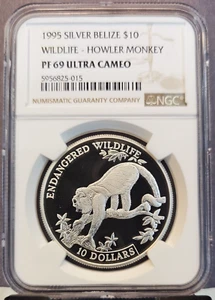 1995 SILVER BELIZE $10
WILDLIFE - HOWLER MONKEY
PF 69 ULTRA CAMEO
5956825-015
NGC
NUMISMATIC GUARANTY COMPANY
ENDANGERED WILDLIFE
10 DOLLARS